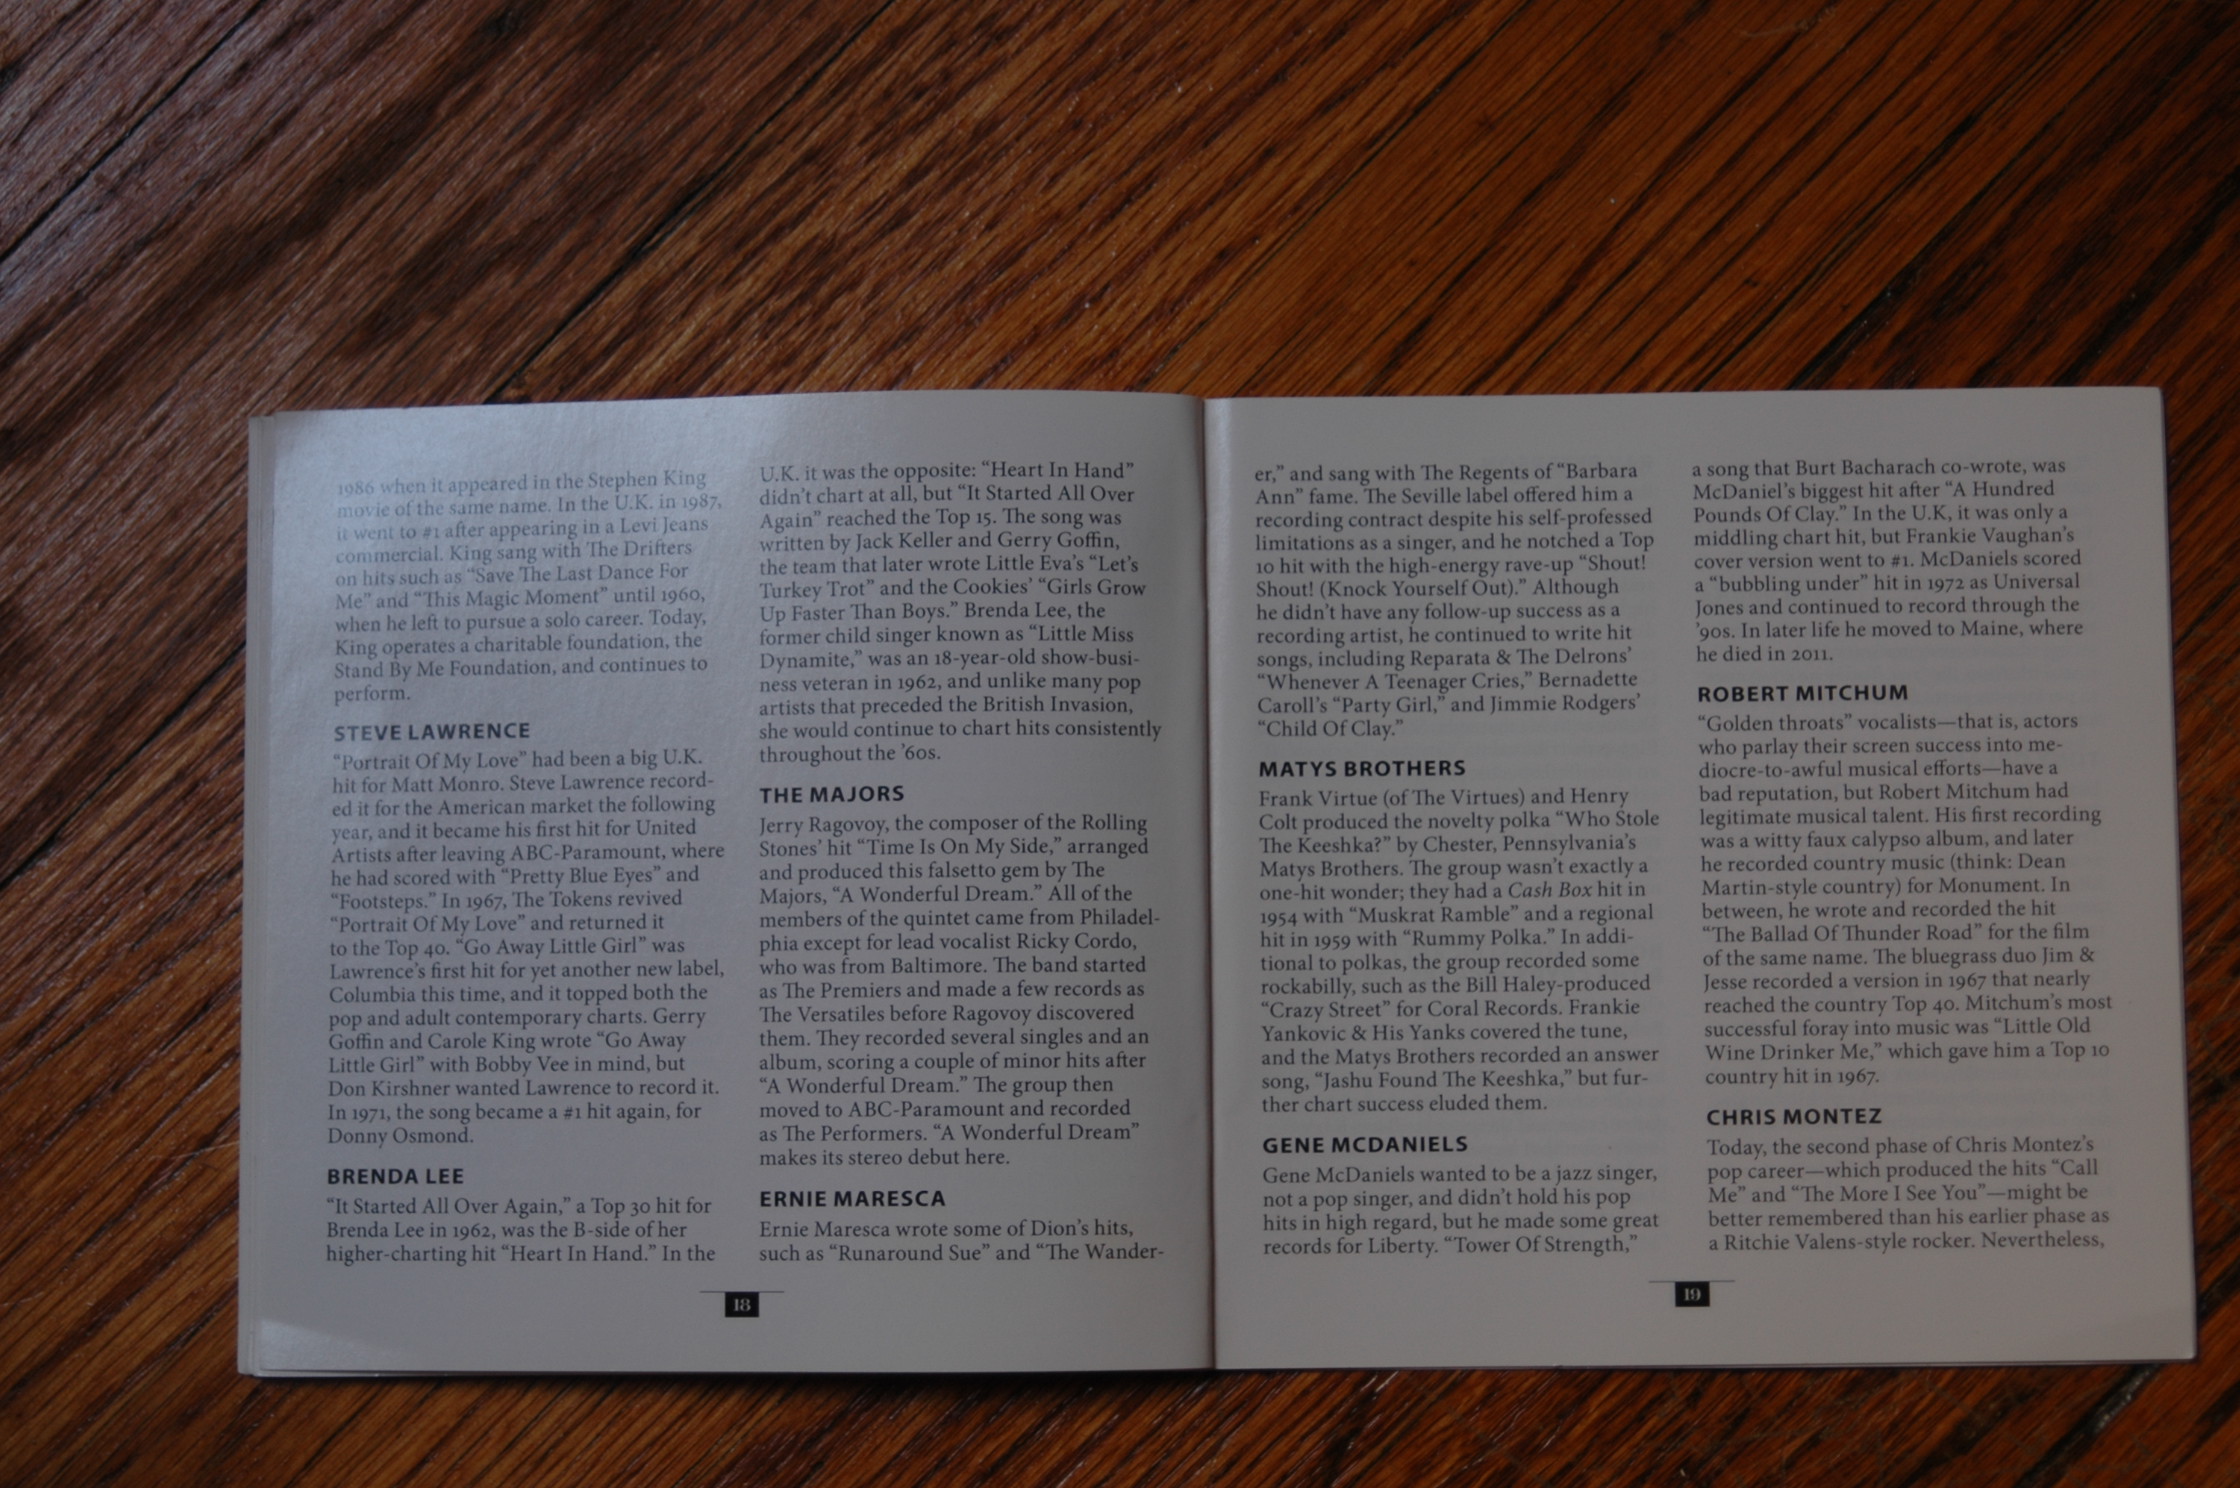 1986 when it appeared in the Stephen King
movie of the same name. In the U.K. in 1987,
it went to #1 after appearing in a Levi Jeans
commercial. King sang with The Drifters
on hits such as “Save The Last Dance For
Me” and “This Magic Moment” until 1960,
when he left to pursue a solo career. Today,
King operates a charitable foundation, the
Stand By Me Foundation, and continues to
perform.
STEVE LAWRENCE
“Portrait Of My Love” had been a big U.K.
hit for Matt Monro. Steve Lawrence record-
ed it for the American market the following
year, and it became his first hit for United
Artists after leaving ABC-Paramount, where
he had scored with “Pretty Blue Eyes” and
“Footsteps.” In 1967, The Tokens revived
“Portrait Of My Love” and returned it
to the Top 40. “Go Away Little Girl” was
Lawrence’s first hit for yet another new label,
Columbia this time, and it topped both the
pop and adult contemporary charts. Gerry
Goffin and Carole King wrote “Go Away
Little Girl” with Bobby Vee in mind, but
Don Kirshner wanted Lawrence to record it.
In 1971, the song became a #1 hit again, for
Donny Osmond.
BRENDA LEE
“It Started All Over Again,” a Top 30 hit for
Brenda Lee in 1962, was the B-side of her
higher-charting hit “Heart In Hand.” In the
U.K. it was the opposite: “Heart In Hand”
didn’t chart at all, but “It Started All Over
Again” reached the Top 15. The song was
written by Jack Keller and Gerry Goffin,
the team that later wrote Little Eva’s “Let’s
Turkey Trot” and the Cookies’ “Girls Grow
Up Faster Than Boys.” Brenda Lee, the
former child singer known as “Little Miss
Dynamite,” was an 18-year-old show-busi-
ness veteran in 1962, and unlike many pop
artists that preceded the British Invasion,
she would continue to chart hits consistently
throughout the ’60s.
THE MAJORS
Jerry Ragovoy, the composer of the Rolling
Stones’ hit “Time Is On My Side,” arranged
and produced this falsetto gem by The
Majors, “A Wonderful Dream.” All of the
members of the quintet came from Philadel-
phia except for lead vocalist Ricky Cordo,
who was from Baltimore. The band started
as The Premiers and made a few records as
The Versatiles before Ragovoy discovered
them. They recorded several singles and an
album, scoring a couple of minor hits after
“A Wonderful Dream.” The group then
moved to ABC-Paramount and recorded
as The Performers. “A Wonderful Dream”
makes its stereo debut here.
ERNIE MARESCA
Ernie Maresca wrote some of Dion’s hits,
such as “Runaround Sue” and “The Wander-
18
er,” and sang with The Regents of “Barbara
Ann” fame. The Seville label offered him a
recording contract despite his self-professed
limitations as a singer, and he notched a Top
10 hit with the high-energy rave-up “Shout!
Shout! (Knock Yourself Out).” Although
he didn’t have any follow-up success as a
recording artist, he continued to write hit
songs, including Reparata & The Delrons’
“Whenever A Teenager Cries,” Bernadette
Caroll’s “Party Girl,” and Jimmie Rodgers’
“Child Of Clay.”
MATYS BROTHERS
Frank Virtue (of The Virtues) and Henry
Colt produced the novelty polka “Who Stole
The Keeshka?” by Chester, Pennsylvania’s
Matys Brothers. The group wasn’t exactly a
one-hit wonder; they had a Cash Box hit in
1954 with “Muskrat Ramble” and a regional
hit in 1959 with “Rummy Polka.” In addi-
tional to polkas, the group recorded some
rockabilly, such as the Bill Haley-produced
“Crazy Street” for Coral Records. Frankie
Yankovic & His Yanks covered the tune,
and the Matys Brothers recorded an answer
song, “Jashu Found The Keeshka,” but fur-
ther chart success eluded them.
GENE MCDANIELS
Gene McDaniels wanted to be a jazz singer,
not a pop singer, and didn’t hold his pop
hits in high regard, but he made some great
records for Liberty. “Tower Of Strength,”
a song that Burt Bacharach co-wrote, was
McDaniel’s biggest hit after “A Hundred
Pounds Of Clay.” In the U.K, it was only a
middling chart hit, but Frankie Vaughan’s
cover version went to #1. McDaniels scored
a “bubbling under” hit in 1972 as Universal
Jones and continued to record through the
’90s. In later life he moved to Maine, where
he died in 2011.
ROBERT MITCHUM
“Golden throats” vocalists—that is, actors
who parlay their screen success into me-
diocre-to-awful musical efforts—have a
bad reputation, but Robert Mitchum had
legitimate musical talent. His first recording
was a witty faux calypso album, and later
he recorded country music (think: Dean
Martin-style country) for Monument. In
between, he wrote and recorded the hit
“The Ballad Of Thunder Road” for the film
of the same name. The bluegrass duo Jim &
Jesse recorded a version in 1967 that nearly
reached the country Top 40. Mitchum’s most
successful foray into music was “Little Old
Wine Drinker Me,” which gave him a Top 10
country hit in 1967.
CHRIS MONTEZ
Today, the second phase of Chris Montez’s
pop career—which produced the hits “Call
Me” and “The More I See You”—might be
better remembered than his earlier phase as
a Ritchie Valens-style rocker. Nevertheless,
19